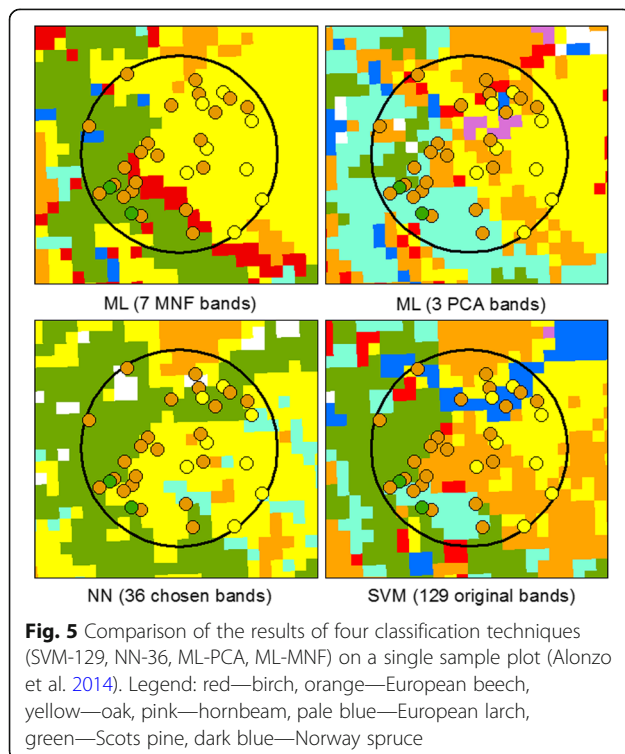 ML (7 MNF bands)
ML (3 PCA bands)
NN (36 chosen bands)
SVM (129 original bands)
Fig. 5 Comparison of the results of four classification techniques
(SVM-129, NN-36, ML-PCA, ML-MNF) on a single sample plot (Alonzo
et al. 2014). Legend: red—birch, orange—European beech,
yellow—oak, pink—hornbeam, pale blue—European larch,
green—Scots pine, dark blue—Norway spruce